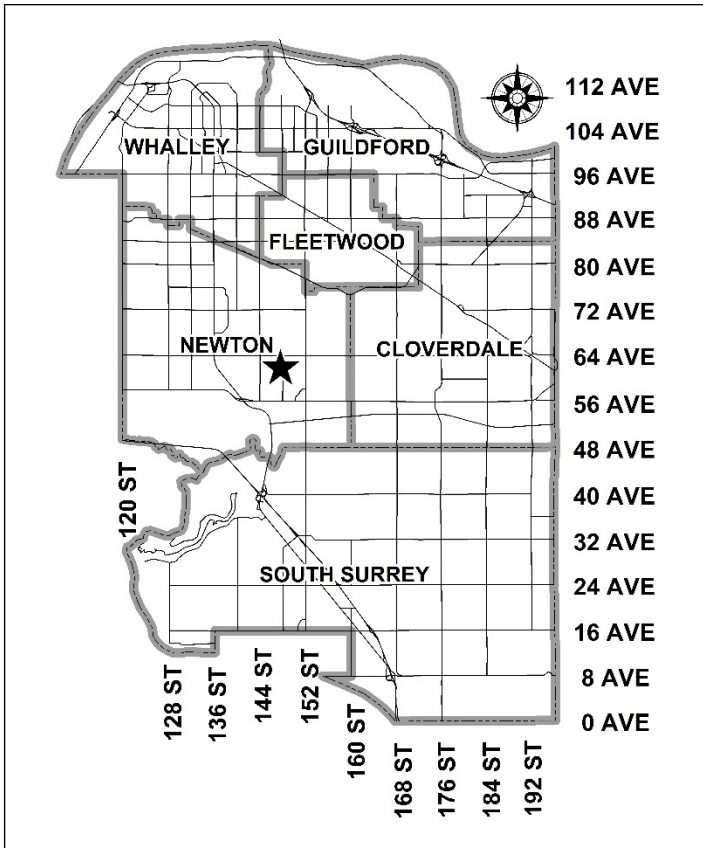 112 AVE
104 AVE
WHALLEY
GUILDFORD
96 AVE
88 AVE
FLEETWOOD
80 AVE
72 AVE
NEWTON
CLOVERDALE
64 AVE
56 AVE
48 AVE
120 ST
40 AVE
32 AVE
SOUTH SURREY
24 AVE
16 AVE
8 AVE
0 AVE
128 ST
136 ST
144 ST
152 ST
160 ST
168 ST
176 ST
184 ST
192 ST